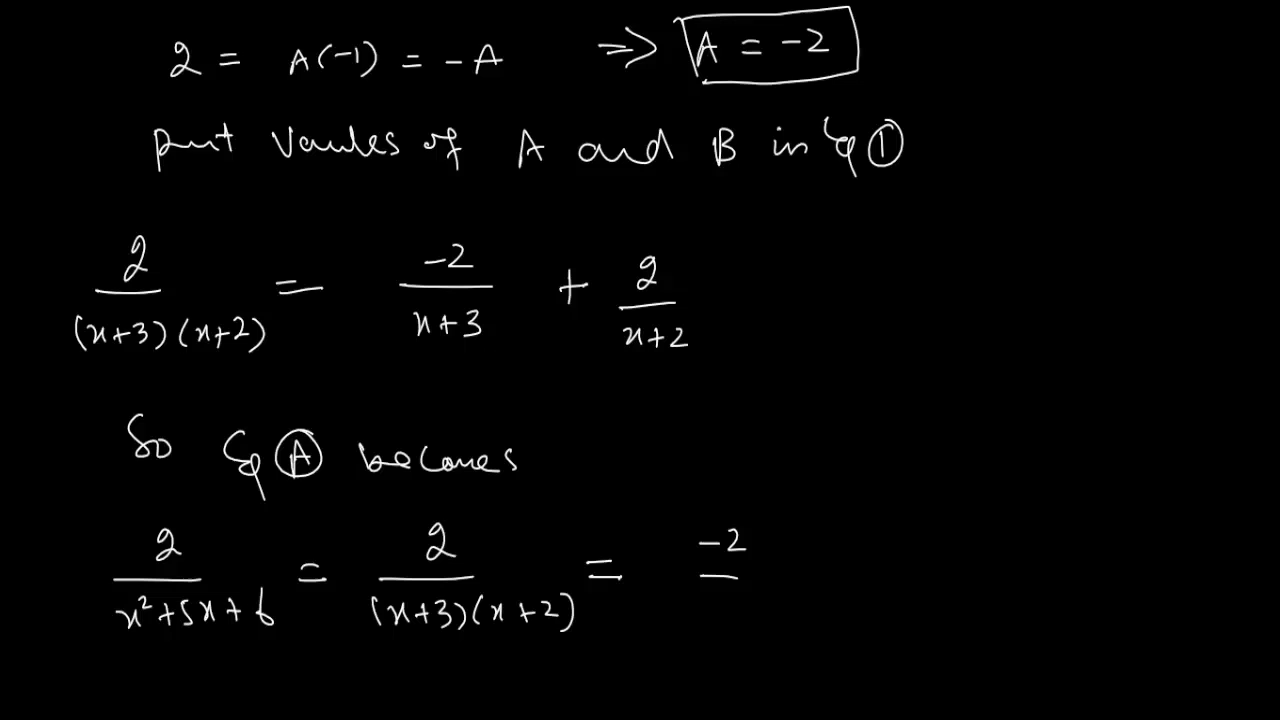 2 = A(-1) = -A ⇒ A = -2
put Vaules of A and B in Eq ①
2/((x+3)(x+2)) = -2/(x+3) + 2/(x+2)
So Eq Ⓐ becomes
2/(x²+5x+6) = 2/((x+3)(x+2)) = -2/